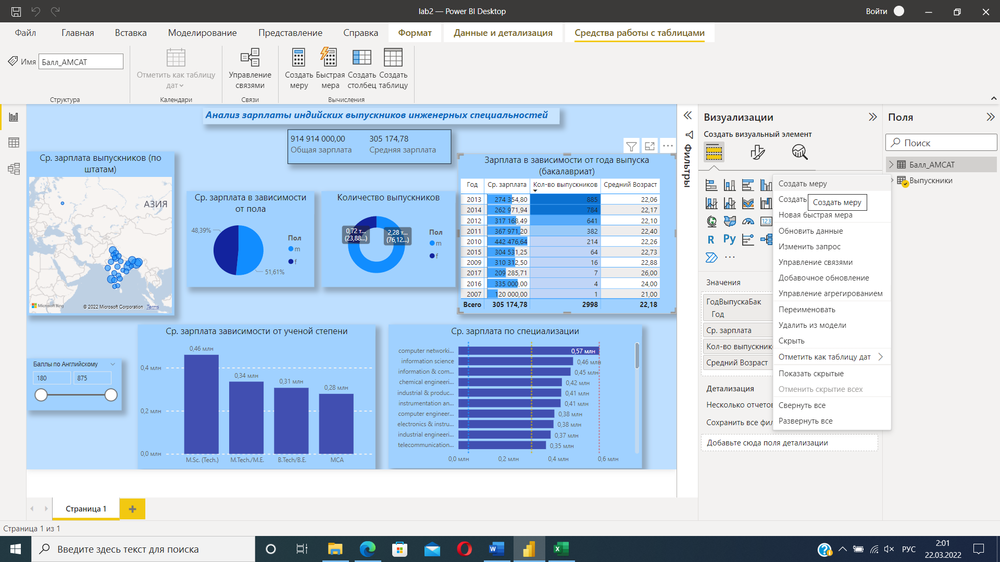 lab2 — Power BI Desktop
Войти
Файл
Главная
Вставка
Моделирование
Представление
Справка
Формат
Данные и детализация
Средства работы с таблицами
Имя
Балл_AMCAT
Отметить как таблицу
дат
Управление
связями
Создать
меру
Быстрая
мера
Создать
столбец
Создать
таблицу
Структура
Календари
Связи
Вычисления
Анализ зарплаты индийских выпускников инженерных специальностей
914 914 000,00
Общая зарплата
305 174,78
Средняя зарплата
Ср. зарплата выпускников (по
штатам)
АЗИЯ
Microsoft Bing
© 2022 Microsoft Corporation Terms
Ср. зарплата в зависимости
от пола
48,39%
51,61%
Пол
m
f
Количество выпускников
0,72 т...
(23,88...)
2,28 т...
(76,12...)
Пол
m
f
Зарплата в зависимости от года выпуска
(бакалавриат)
Год Ср. зарплата Кол-во выпускников Средний Возраст
2013 274 354,80 885 22,06
2014 262 971,94 784 22,17
2012 317 168,49 641 22,10
2011 367 971,20 382 22,40
2010 442 476,64 214 22,26
2015 304 531,25 64 22,73
2009 310 312,50 16 22,88
2017 209 285,71 7 26,00
2016 335 000,00 4 24,00
2007 120 000,00 1 21,00
Всего 305 174,78 2998 22,18
Баллы по Английскому
180
875
Ср. зарплата зависимости от ученой степени
0,4 млн
0,2 млн
0,0 млн
0,46 млн
0,34 млн
0,31 млн
0,28 млн
M.Sc. (Tech.)
M.Tech./M.E.
B.Tech/B.E.
MCA
Ср. зарплата по специализации
computer networki... 0,57 млн
information science 0,46 млн
information & com... 0,45 млн
chemical engineeri... 0,42 млн
industrial & produc... 0,41 млн
instrumentation an... 0,41 млн
computer engineer... 0,38 млн
electronics & instru... 0,38 млн
industrial engineeri... 0,37 млн
telecommunication... 0,35 млн
0,0 млн
0,2 млн
0,4 млн
0,6 млн
Фильтры
Визуализации
Создать визуальный элемент
123
R
Py
...
Значения
ГодВыпускаБак
Год
Ср. зарплата
Кол-во выпускник
Средний Возраст
Детализация
Несколько отчетов
Сохранить все фил
Добавьте сюда поля детализации
Поля
Поиск
Балл_AMCAT
Выпускники
Создать меру
Создать
Создать меру
Новая быстрая мера
Обновить данные
Изменить запрос
Управление связями
Добавочное обновление
Управление агрегированием
Переименовать
Удалить из модели
Скрыть
Отметить как таблицу дат
Показать скрытые
Отменить скрытие всех
Свернуть все
Развернуть все
Страница 1
Страница 1 из 1
Введите здесь текст для поиска
РУС
2:01
22.03.2022